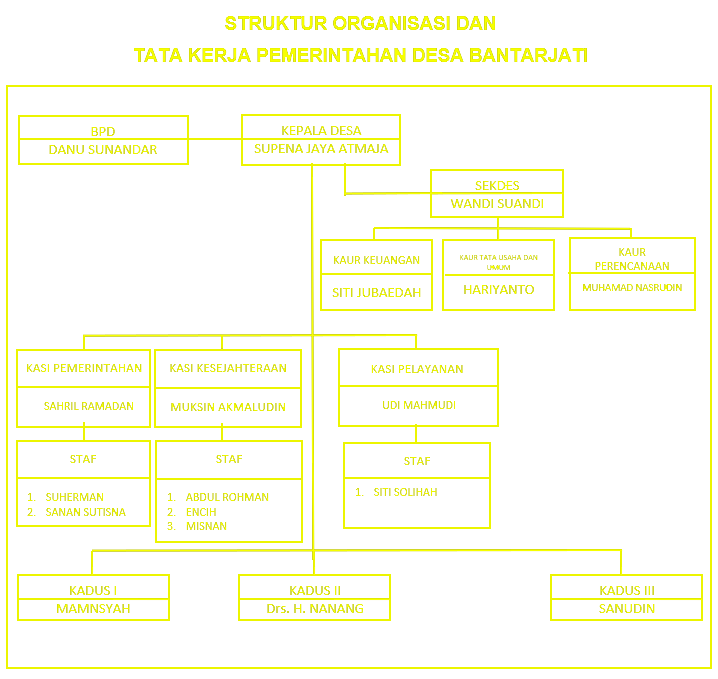 STRUKTUR ORGANISASI DAN
TATA KERJA PEMERINTAHAN DESA BANTARJATI
BPD
DANU SUNANDAR
KEPALA DESA
SUPENA JAYA ATMAJA
SEKDES
WANDI SUANDI
KAUR KEUANGAN
SITI JUBAEDAH
KAUR TATA USAHA DAN
UMUM
HARIYANTO
KAUR
PERENCANAAN
MUHAMAD NASRUDIN
KASI PEMERINTAHAN
SAHRIL RAMADAN
KASI KESEJAHTERAAN
MUKSIN AKMALUDIN
KASI PELAYANAN
UDI MAHMUDI
STAF
1. SUHERMAN
2. SANAN SUTISNA
STAF
1. ABDUL ROHMAN
2. ENCIH
3. MISNAN
STAF
1. SITI SOLIHAH
KADUS I
MAMNSYAH
KADUS II
Drs. H. NANANG
KADUS III
SANUDIN